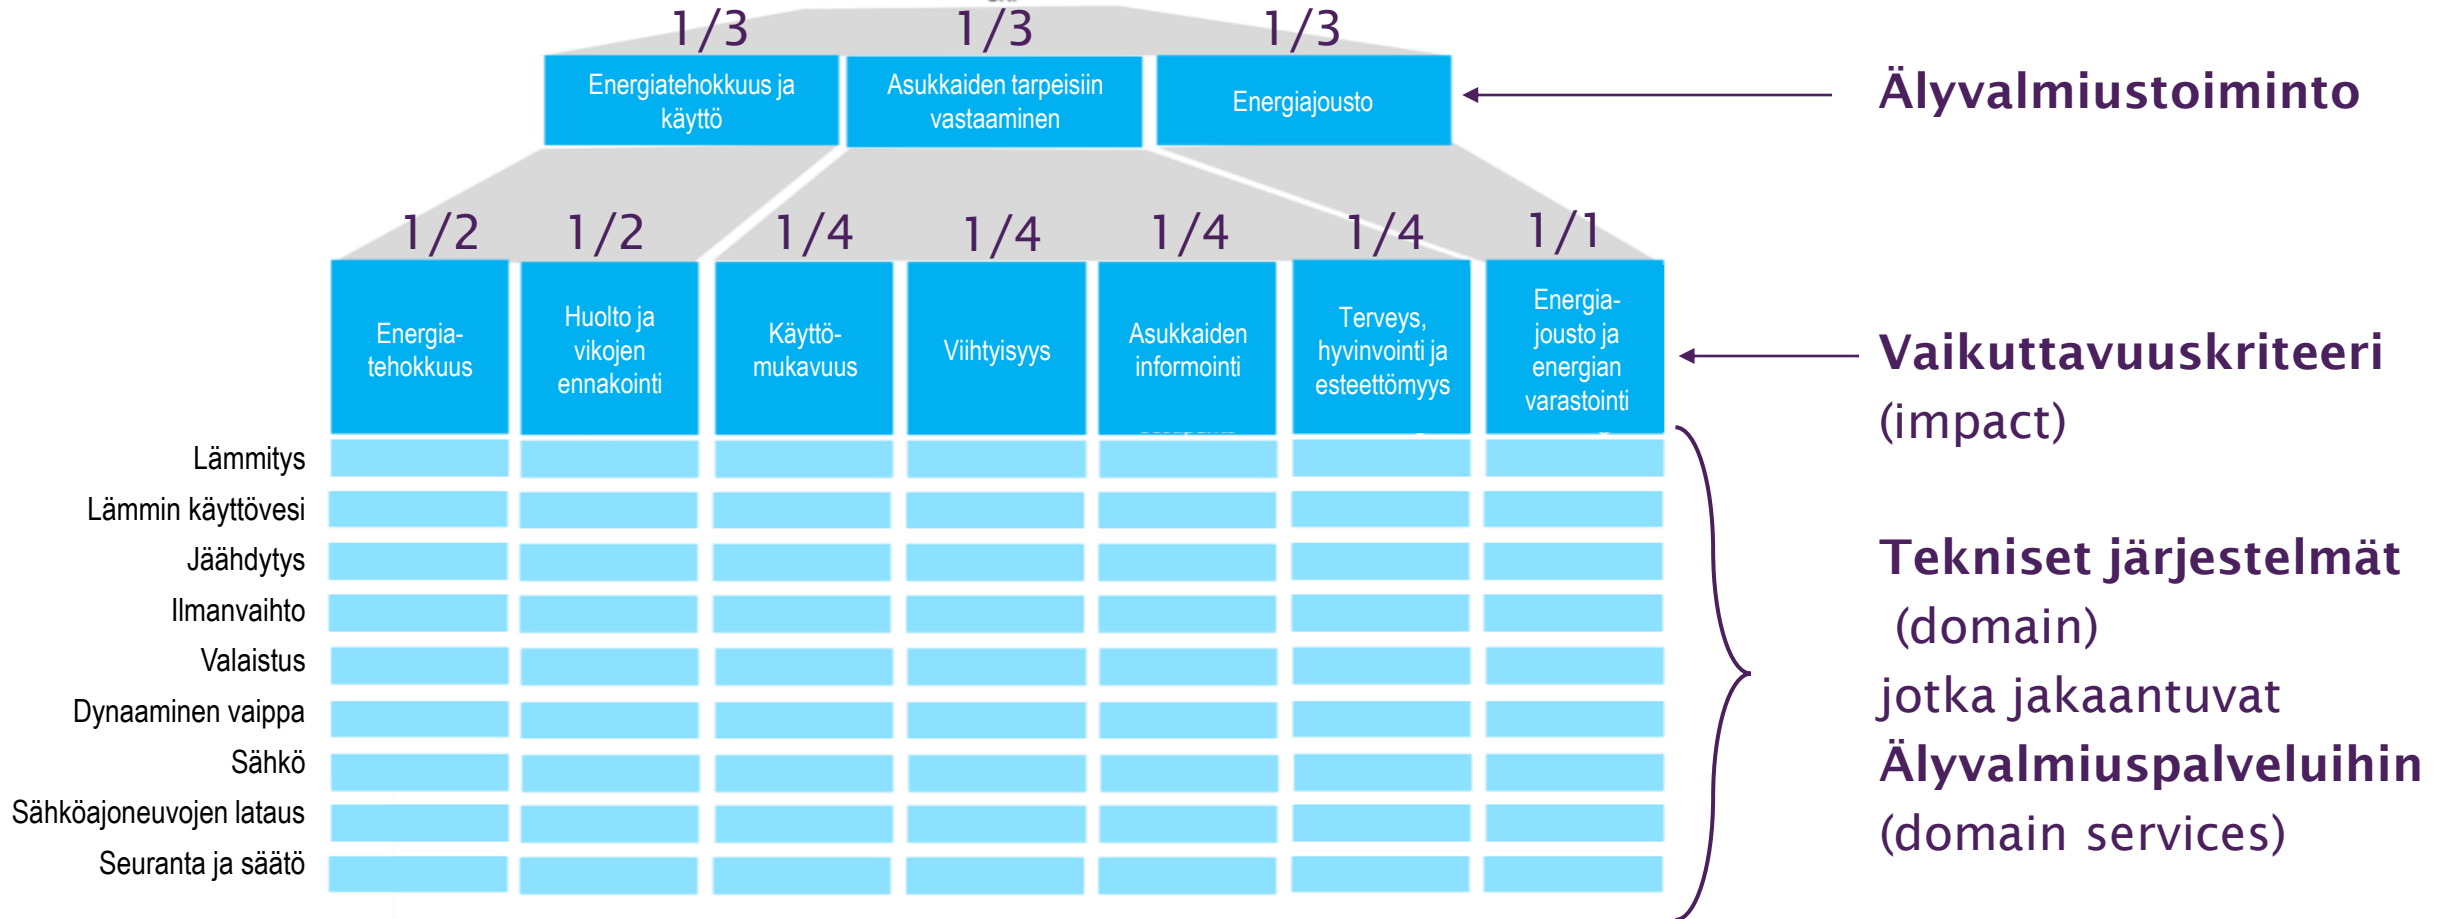 1/3 1/3 1/3
Energiatehokkuus ja
käyttö
Asukkaiden tarpeisiin
vastaaminen
Energiajousto
Älyvalmiustoiminto
1/2 1/2 1/4 1/4 1/4 1/4 1/1
Energia-
tehokkuus
Huolto ja
vikojen
ennakointi
Käyttö-
mukavuus
Viihtyisyys
Asukkaiden
informointi
Terveys,
hyvinvointi ja
esteettömyys
Energia-
jousto ja
energian
varastointi
Vaikuttavuuskriteeri
(impact)
Lämmitys
Lämmin käyttövesi
Jäähdytys
Ilmanvaihto
Valaistus
Dynaaminen vaippa
Sähkö
Sähköajoneuvojen lataus
Seuranta ja säätö
Tekniset järjestelmät
(domain)
jotka jakaantuvat
Älyvalmiuspalveluihin
(domain services)